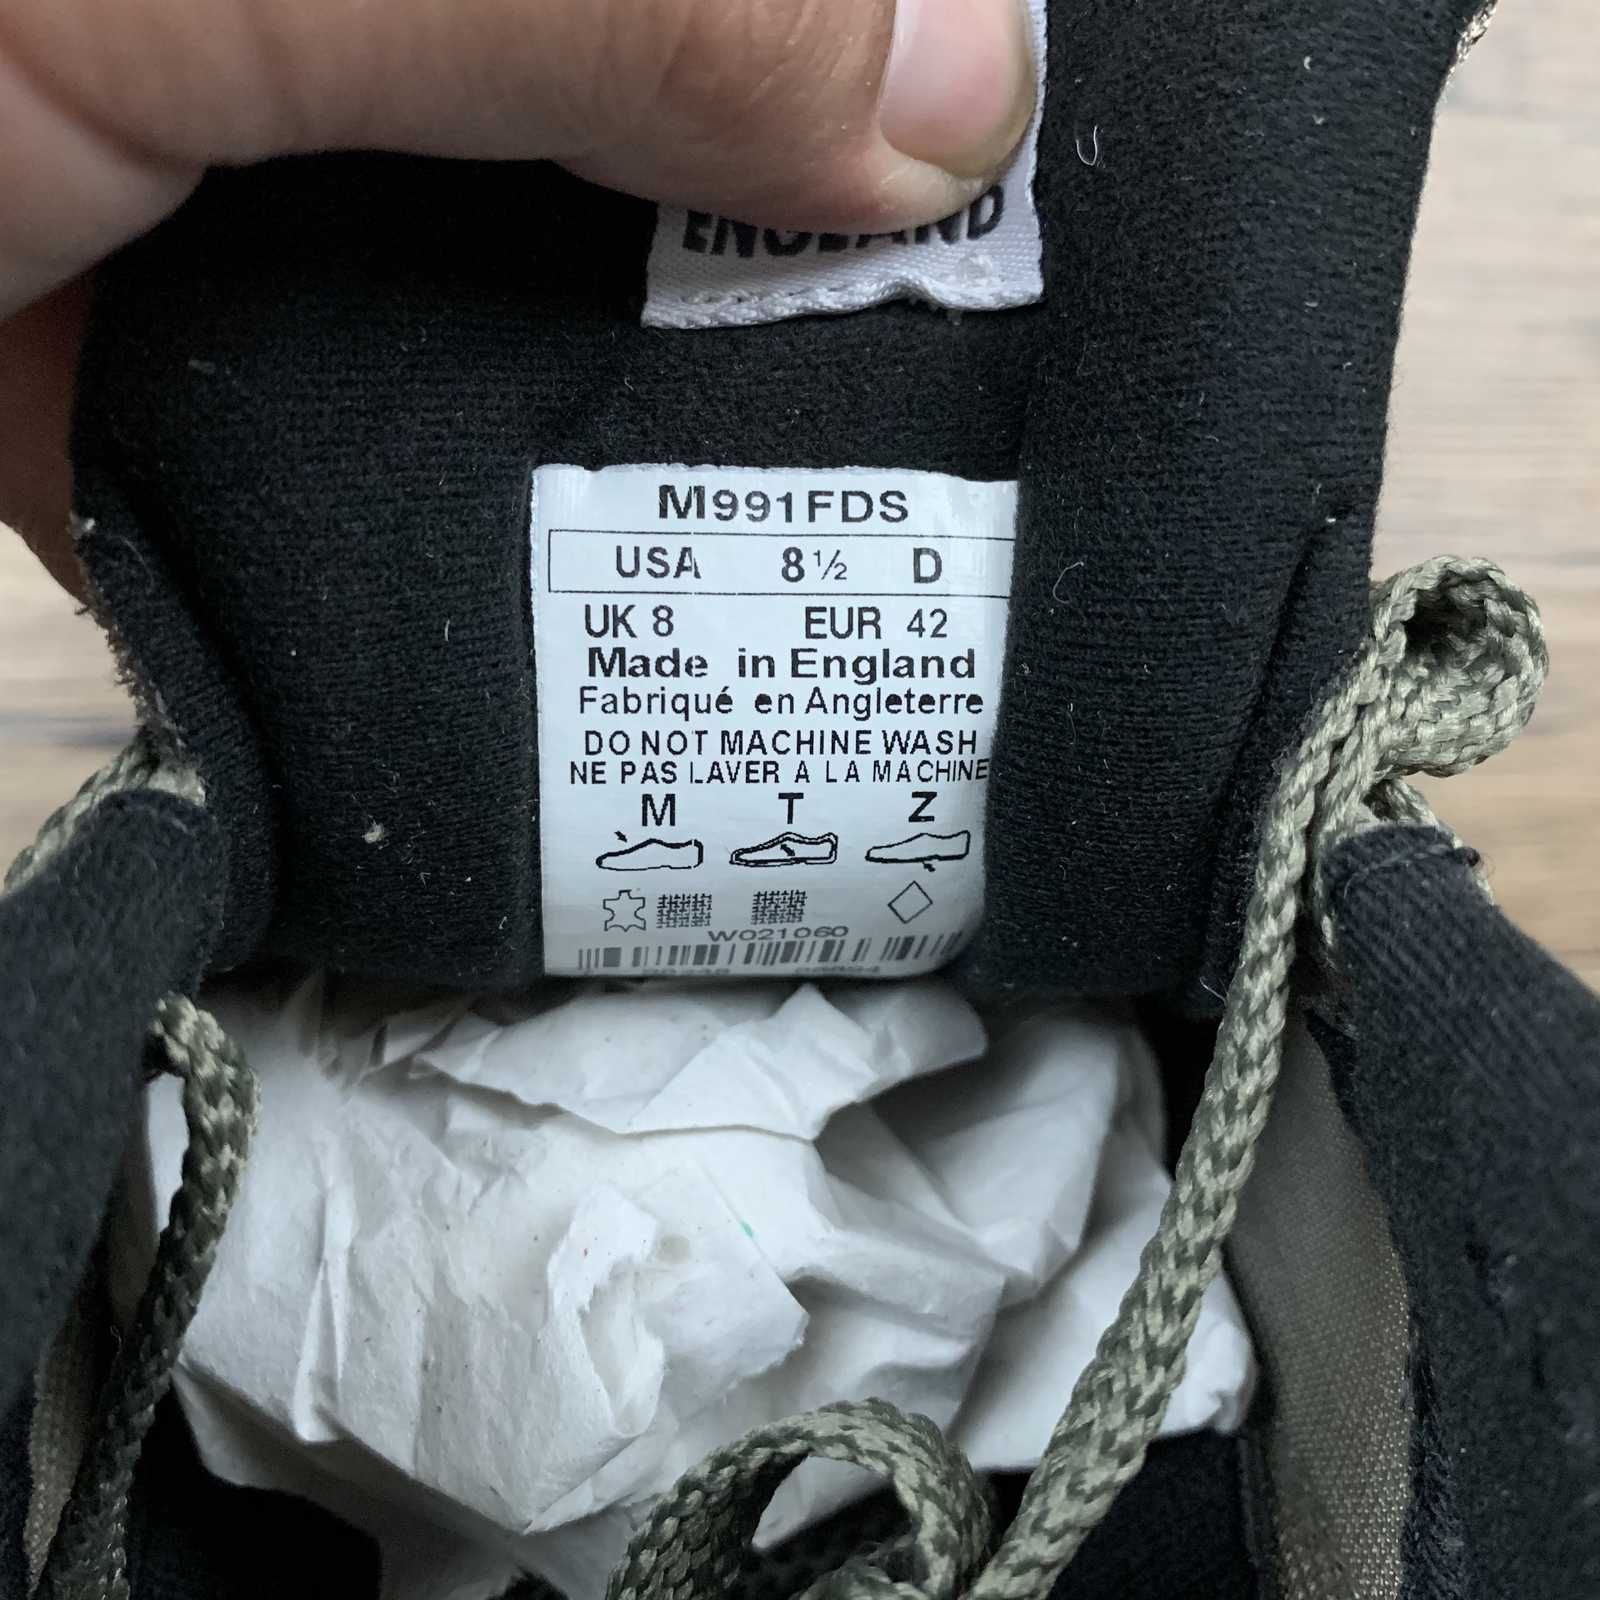 ENGLAND
M991FDS
USA 8½ D
UK 8 EUR 42
Made in England
Fabriqué en Angleterre
DO NOT MACHINE WASH
NE PAS LAVER A LA MACHINE
M T Z
W021060